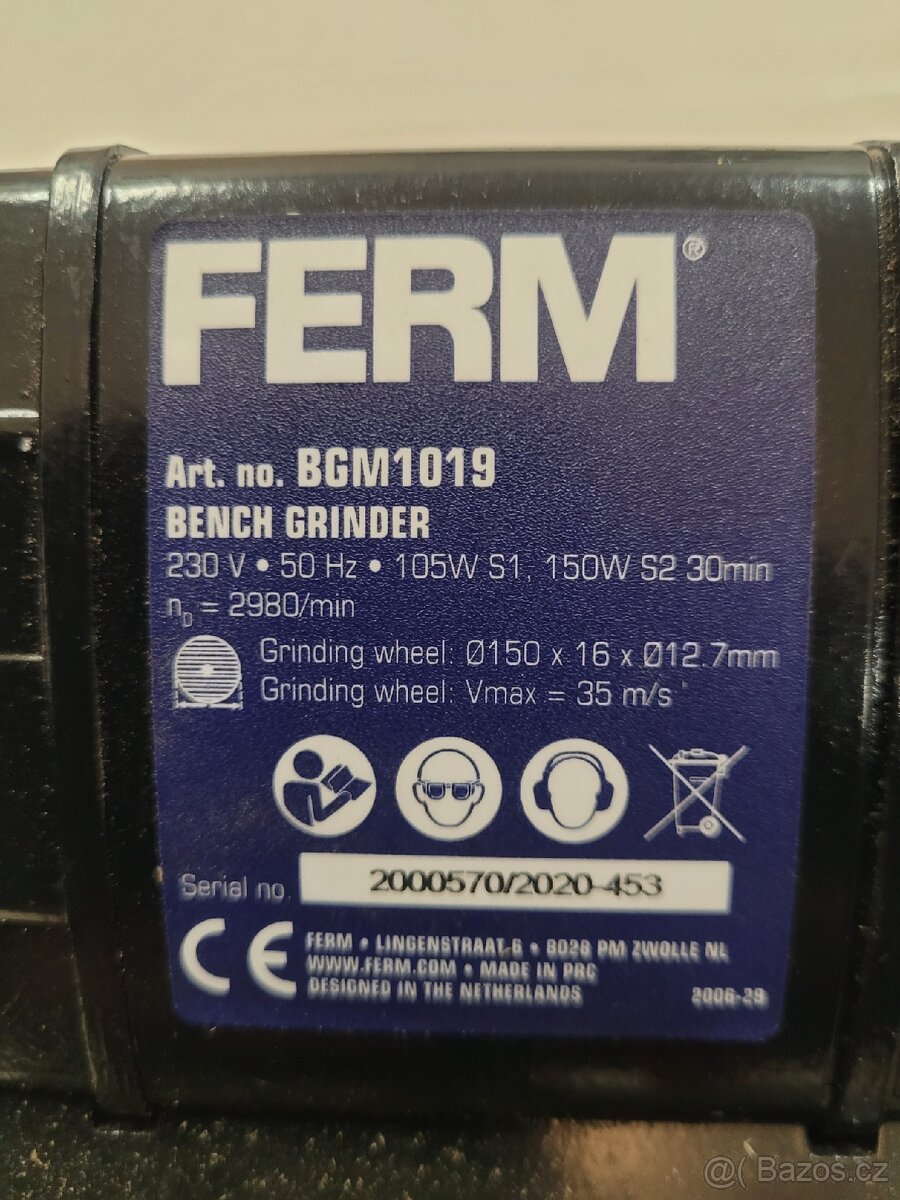 FERM®
Art. no. BGM1019
BENCH GRINDER
230 V • 50 Hz • 105W S1, 150W S2 30min
n0 = 2980/min
Grinding wheel: Ø150 x 16 x Ø12.7mm
Grinding wheel: Vmax = 35 m/s
Serial no. 2000570/2020-453
CE
FERM • LINGENSTRAAT 6 • 8028 PM ZWOLLE NL
WWW.FERM.COM • MADE IN PRC
DESIGNED IN THE NETHERLANDS 2006-29
@( Bazos.cz